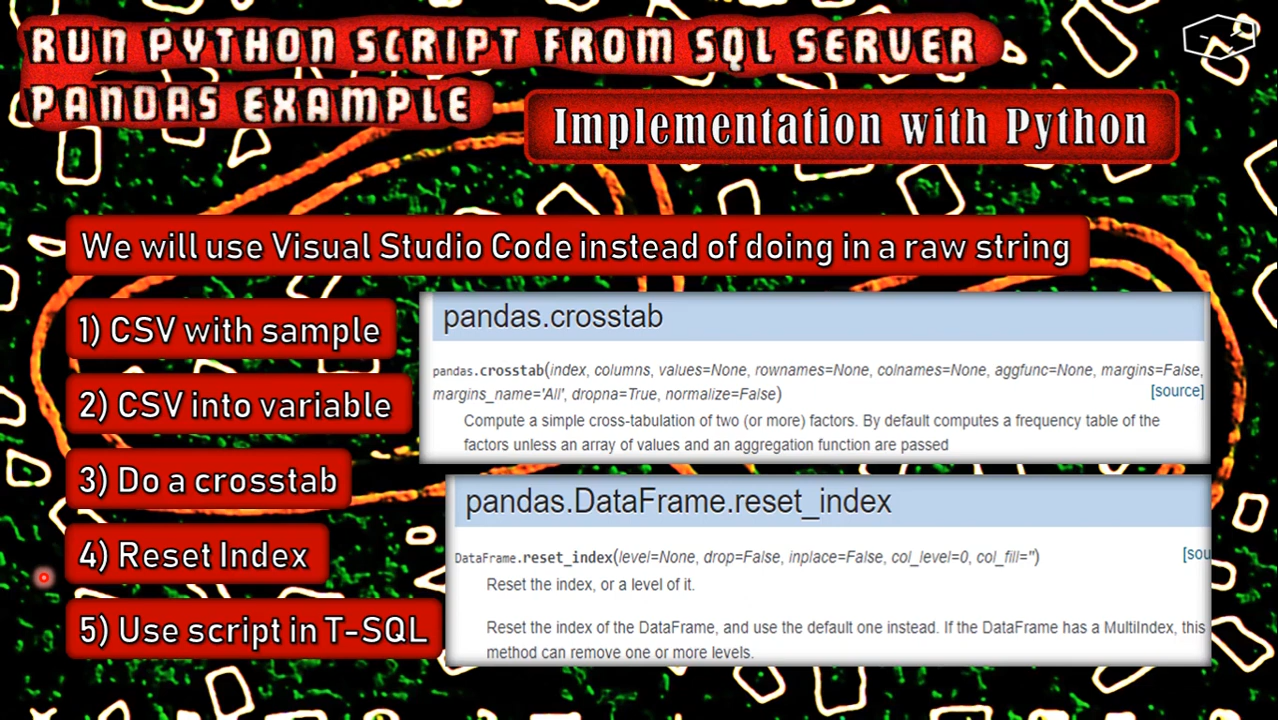 RUN PYTHON SCRIPT FROM SQL SERVER
PANDAS EXAMPLE
Implementation with Python
We will use Visual Studio Code instead of doing in a raw string
1) CSV with sample
2) CSV into variable
3) Do a crosstab
4) Reset Index
5) Use script in T-SQL
pandas.crosstab
pandas.crosstab(index, columns, values=None, rownames=None, colnames=None, aggfunc=None, margins=False,
margins_name='All', dropna=True, normalize=False)
[source]
Compute a simple cross-tabulation of two (or more) factors. By default computes a frequency table of the
factors unless an array of values and an aggregation function are passed
pandas.DataFrame.reset_index
DataFrame.reset_index(level=None, drop=False, inplace=False, col_level=0, col_fill='')
[sou
Reset the index, or a level of it.
Reset the index of the DataFrame, and use the default one instead. If the DataFrame has a MultiIndex, this
method can remove one or more levels.